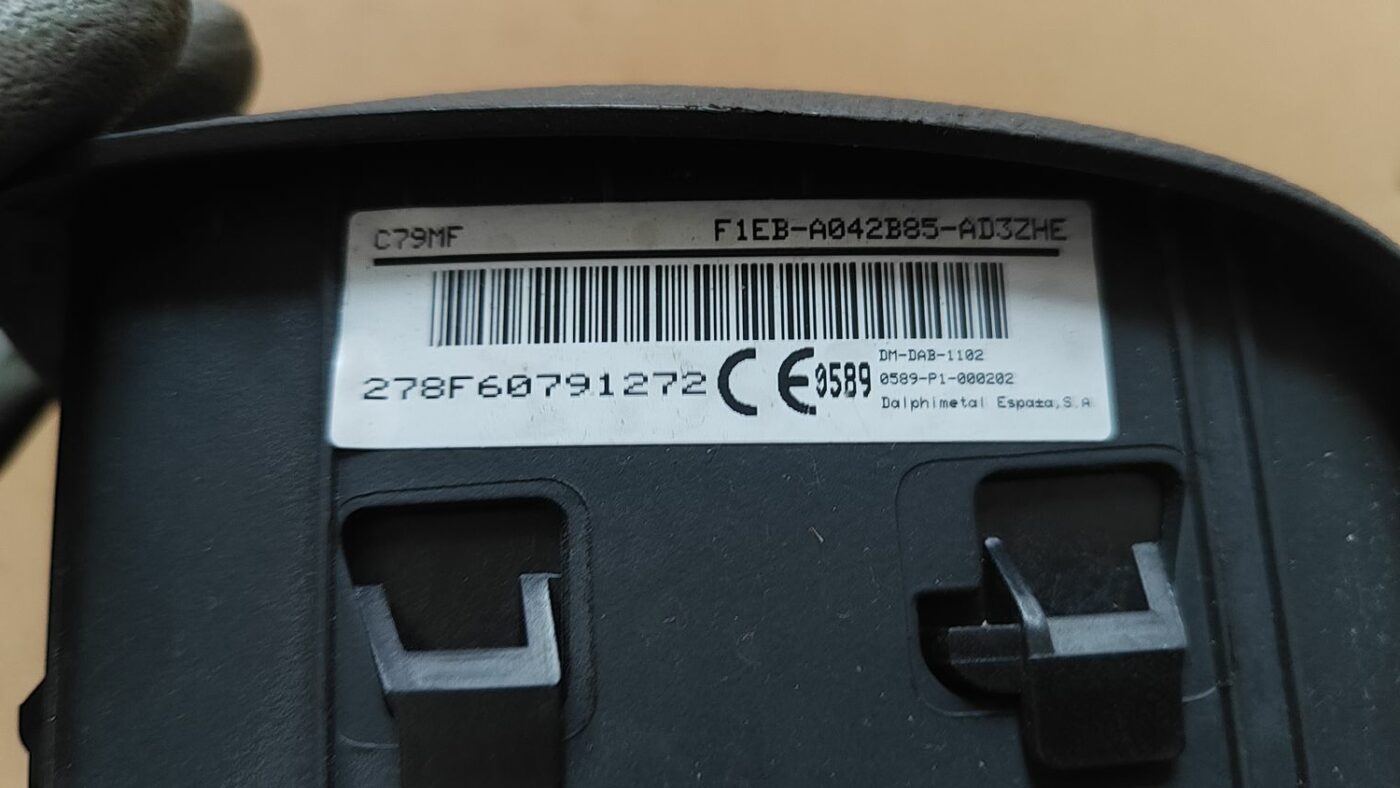 C79MF F1EB-A042B85-AD3ZHE
278F60791272 CE 0589
DM-DAB-1102
0589-P1-000202
Dalphimetal Espa±a,S.A